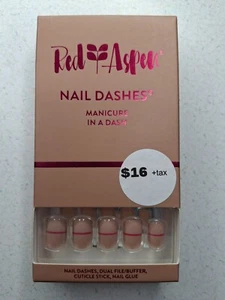 Red Aspen
NAIL DASHES®
MANICURE
IN A DASH
$16 +tax
NAIL DASHES, DUAL FILE/BUFFER,
CUTICLE STICK, NAIL GLUE